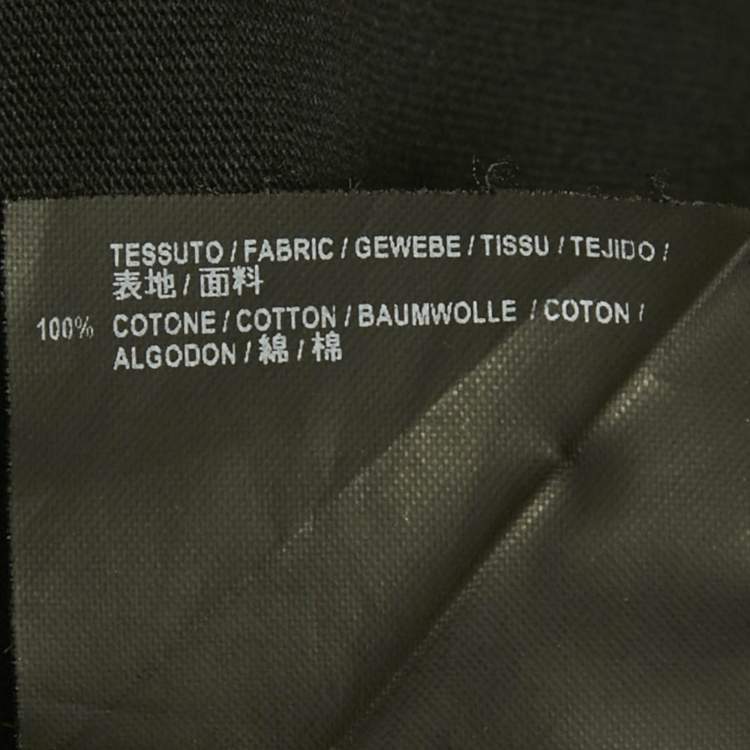 TESSUTO / FABRIC / GEWEBE / TISSU / TEJIDO /
表地 / 面料
100% COTONE / COTTON / BAUMWOLLE / COTON /
ALGODON / 綿 / 棉